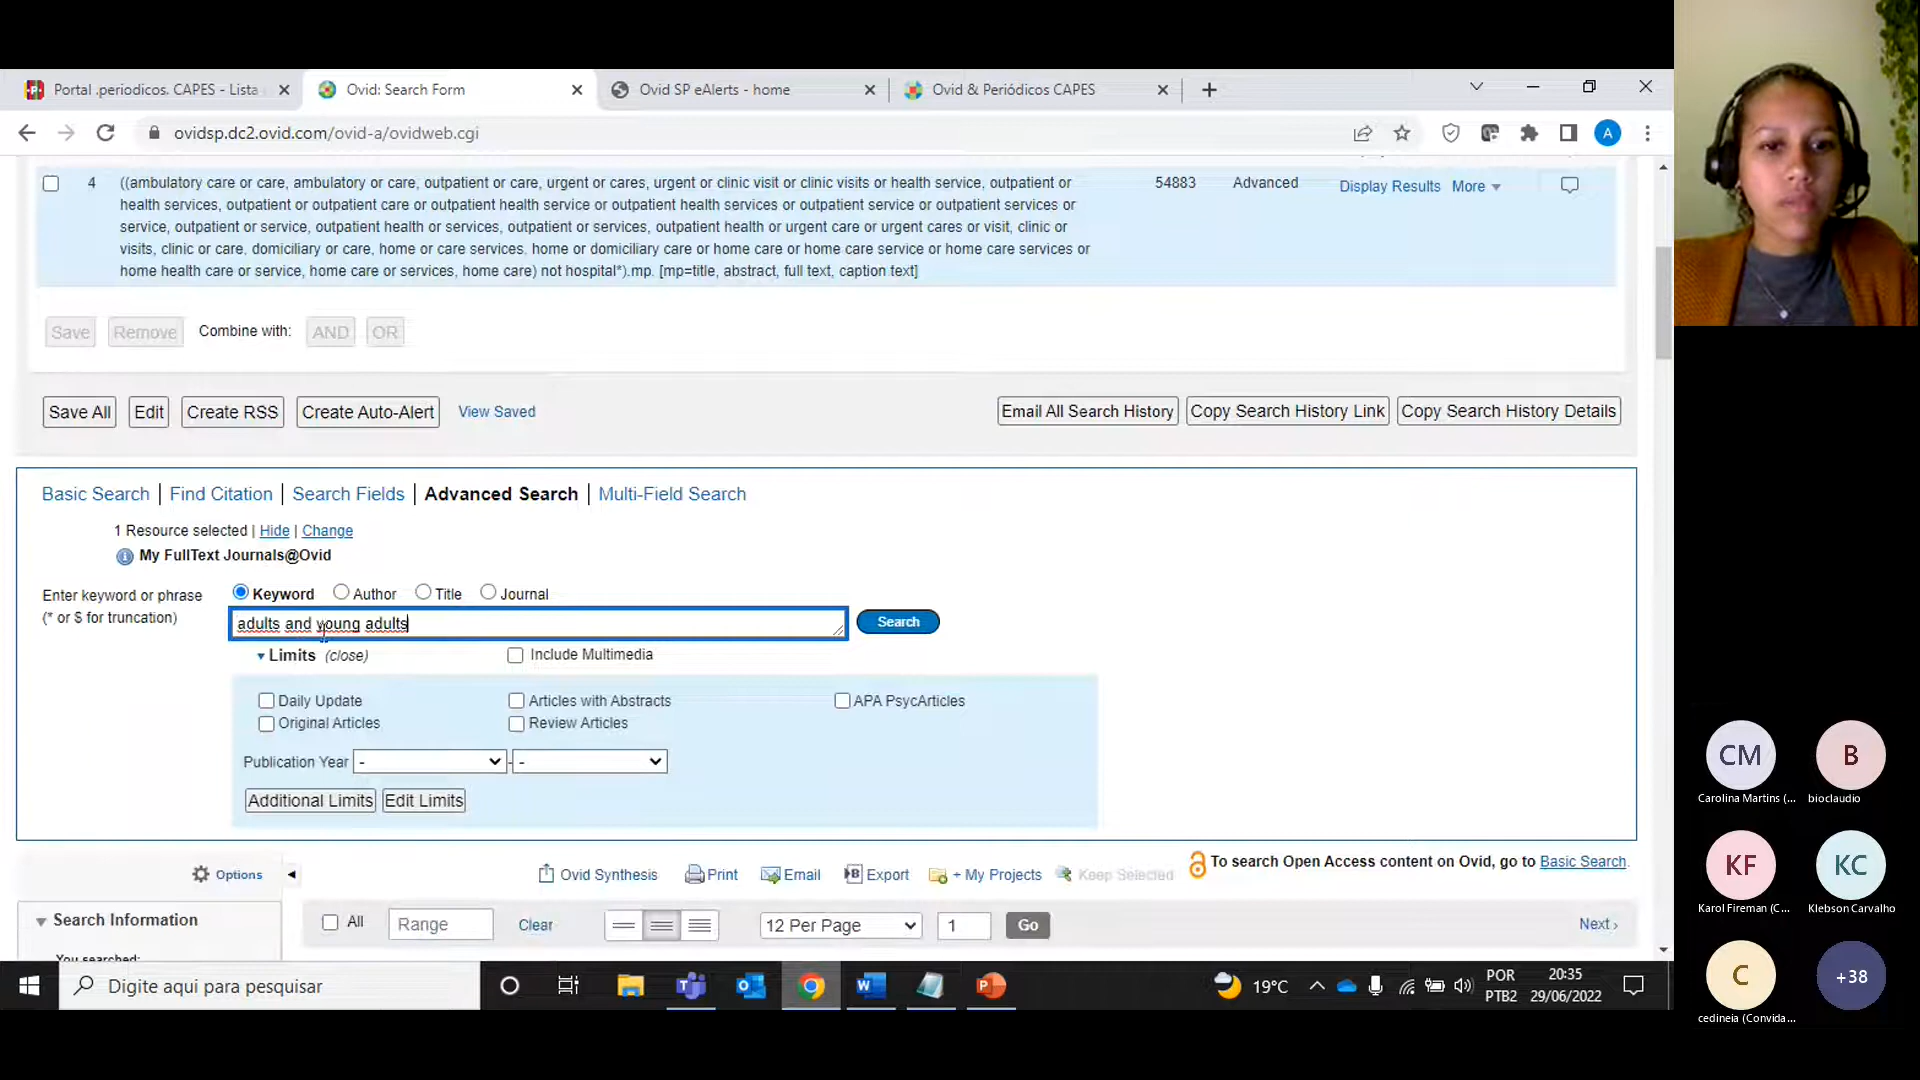 Portal .periodicos. CAPES - Lista
Ovid: Search Form
Ovid SP eAlerts - home
Ovid & Periódicos CAPES
ovidsp.dc2.ovid.com/ovid-a/ovidweb.cgi
A
4
((ambulatory care or care, ambulatory or care, outpatient or care, urgent or cares, urgent or clinic visit or clinic visits or health service, outpatient or
health services, outpatient or outpatient care or outpatient health service or outpatient health services or outpatient service or outpatient services or
service, outpatient or service, outpatient health or services, outpatient or services, outpatient health or urgent care or urgent cares or visit, clinic or
visits, clinic or care, domiciliary or care, home or care services, home or domiciliary care or home care or home care service or home care services or
home health care or service, home care or services, home care) not hospital*).mp. [mp=title, abstract, full text, caption text]
54883
Advanced
Display Results
More
Save
Remove
Combine with:
AND
OR
Save All
Edit
Create RSS
Create Auto-Alert
View Saved
Email All Search History
Copy Search History Link
Copy Search History Details
Basic Search | Find Citation | Search Fields | Advanced Search | Multi-Field Search
1 Resource selected | Hide | Change
My FullText Journals@Ovid
Enter keyword or phrase
(* or $ for truncation)
Keyword
Author
Title
Journal
adults and young adults
Search
Limits (close)
Include Multimedia
Daily Update
Articles with Abstracts
APA PsycArticles
Original Articles
Review Articles
Publication Year - - -
Additional Limits
Edit Limits
To search Open Access content on Ovid, go to Basic Search.
Options
Ovid Synthesis
Print
Email
Export
+ My Projects
Keep Selected
Search Information
All
Range
Clear
12 Per Page
1
Go
Next ›
You searched:
Digite aqui para pesquisar
19°C
POR
PTB2
20:35
29/06/2022
CM
Carolina Martins (...
B
bioclaudio
KF
Karol Fireman (C...
KC
Klebson Carvalho
C
cedineia (Convida...
+38